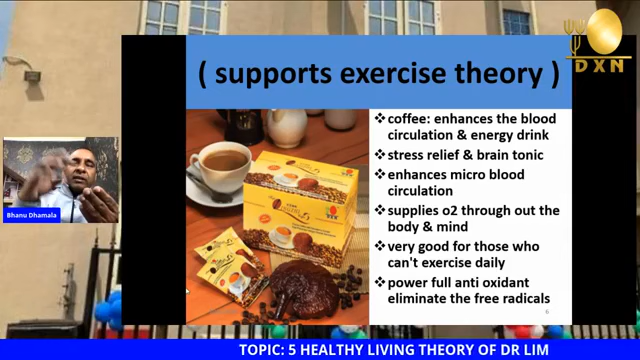 ( supports exercise theory )
DXN
❖coffee: enhances the blood
circulation & energy drink
❖stress relief & brain tonic
❖enhances micro blood
circulation
❖supplies o2 through out the
body & mind
❖very good for those who
can't exercise daily
❖power full anti oxidant
eliminate the free radicals
6
Bhanu Dhamala
TOPIC: 5 HEALTHY LIVING THEORY OF DR LIM